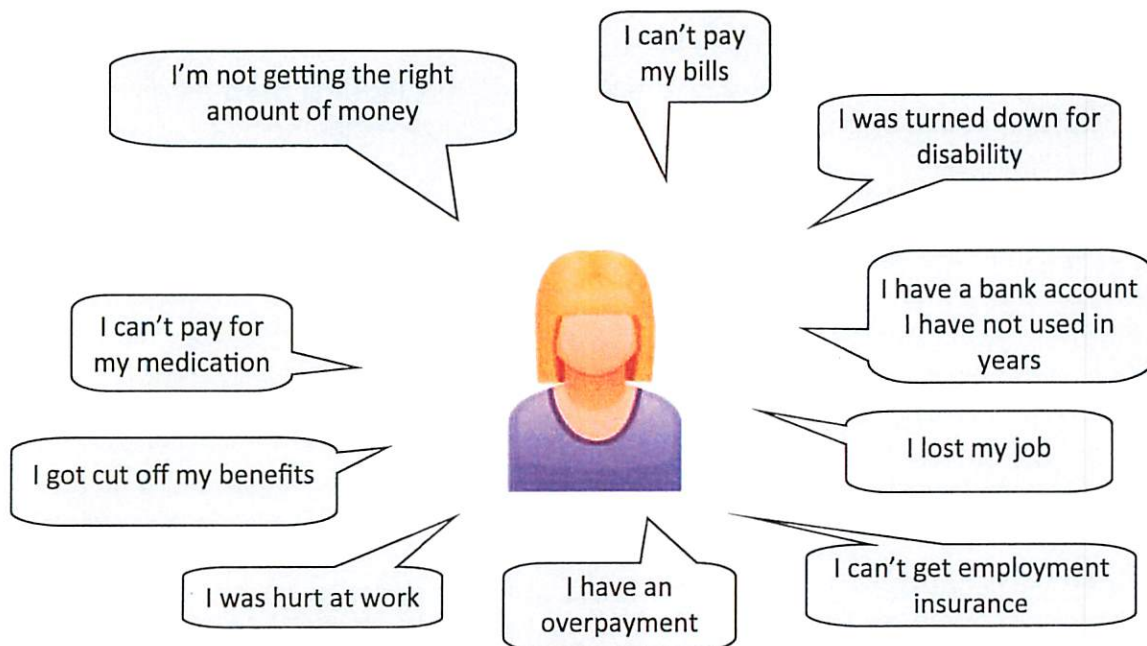 I can't pay
my bills
I'm not getting the right
amount of money
I was turned down for
disability
I have a bank account
I have not used in
years
I can't pay for
my medication
I lost my job
I got cut off my benefits
I can't get employment
insurance
I was hurt at work
I have an
overpayment